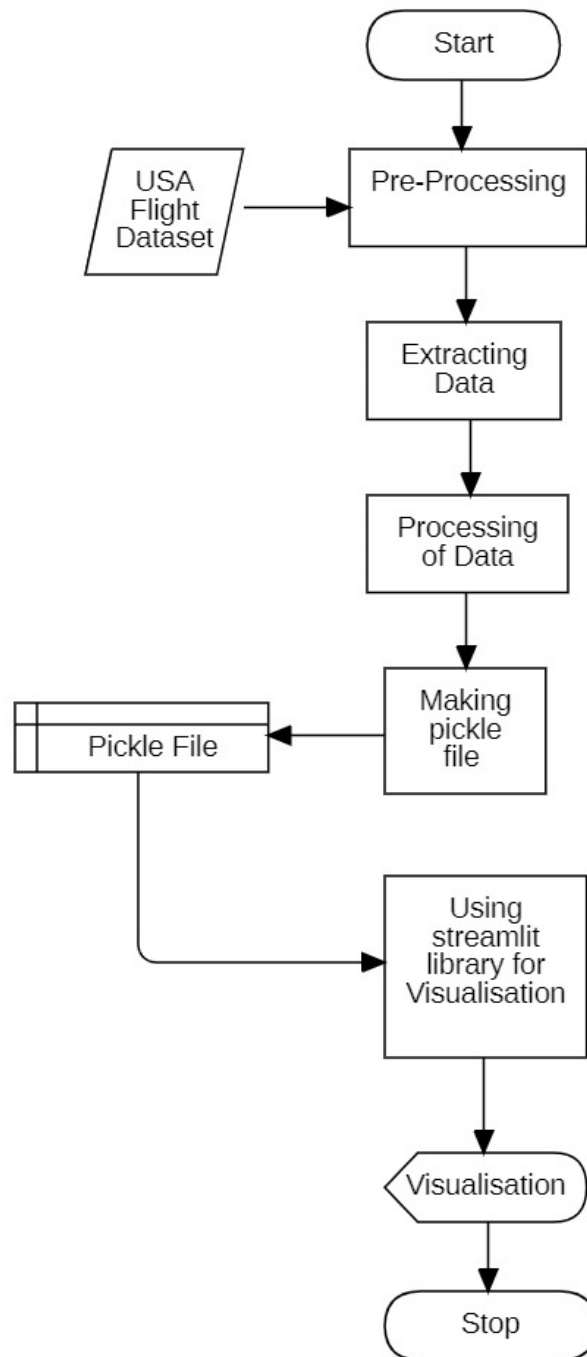 Start
USA
Flight
Dataset
Pre-Processing
Extracting
Data
Processing
of Data
Making
pickle
file
Pickle File
Using
streamlit
library for
Visualisation
Visualisation
Stop